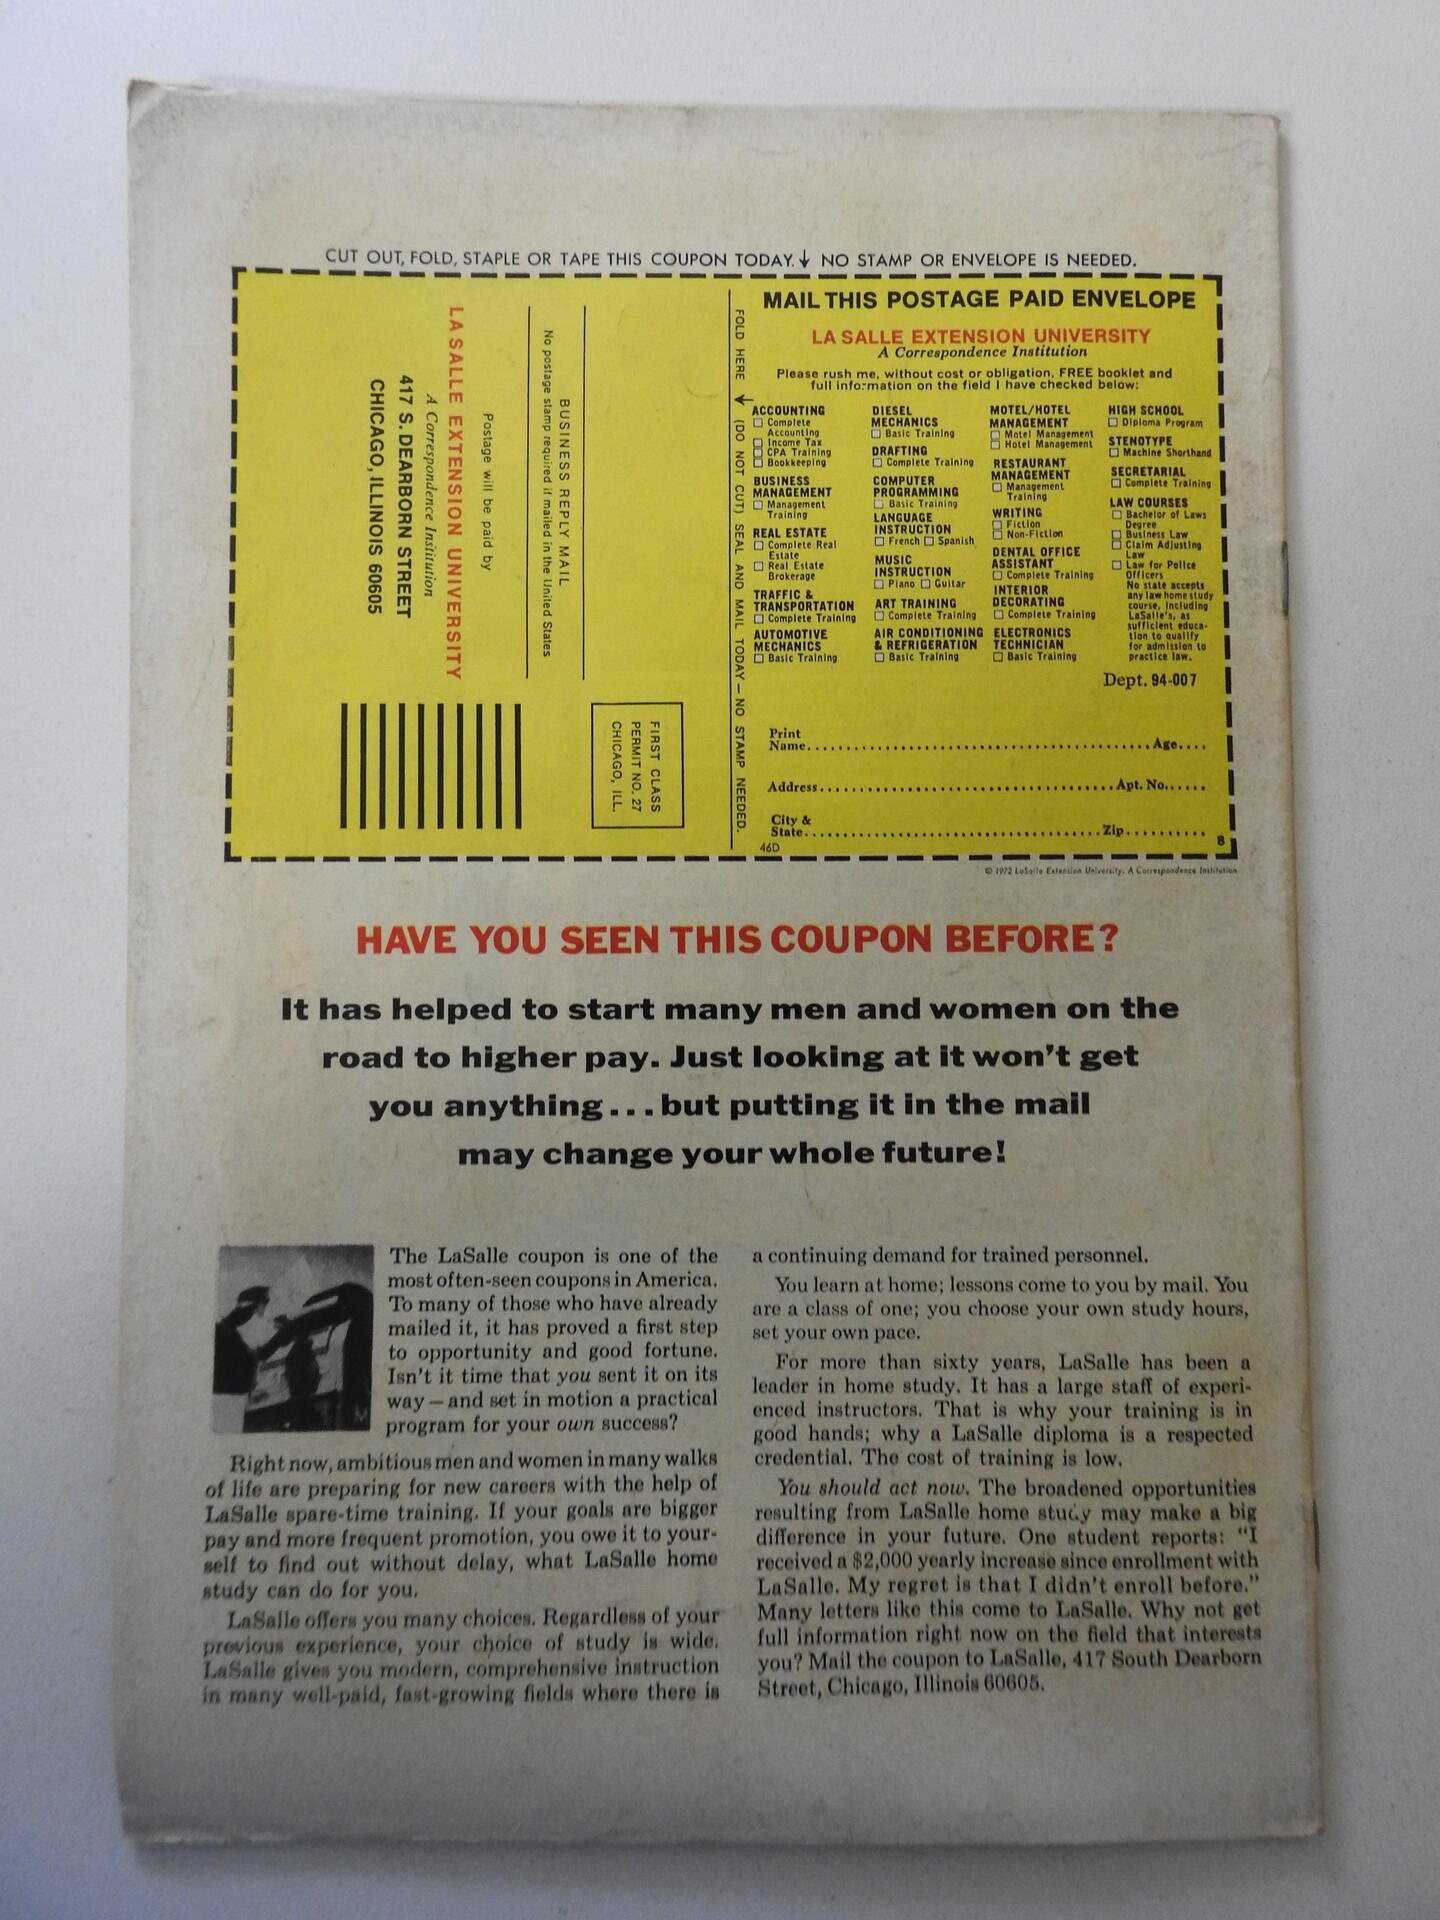 CUT OUT, FOLD, STAPLE OR TAPE THIS COUPON TODAY. ↓ NO STAMP OR ENVELOPE IS NEEDED.
FIRST CLASS
PERMIT NO. 27
CHICAGO, ILL.
BUSINESS REPLY MAIL
No postage stamp required if mailed in the United States
Postage will be paid by
LA SALLE EXTENSION UNIVERSITY
A Correspondence Institution
417 S. DEARBORN STREET
CHICAGO, ILLINOIS 60605
FOLD HERE ← (DO NOT CUT) SEAL AND MAIL TODAY — NO STAMP NEEDED.
MAIL THIS POSTAGE PAID ENVELOPE
LA SALLE EXTENSION UNIVERSITY
A Correspondence Institution
Please rush me, without cost or obligation, FREE booklet and
full information on the field I have checked below:
ACCOUNTING
☐ Complete
Accounting
☐ Income Tax
☐ CPA Training
☐ Bookkeeping
BUSINESS
MANAGEMENT
☐ Management
Training
REAL ESTATE
☐ Complete Real
Estate
☐ Real Estate
Brokerage
TRAFFIC &
TRANSPORTATION
☐ Complete Training
AUTOMOTIVE
MECHANICS
☐ Basic Training
DIESEL
MECHANICS
☐ Basic Training
DRAFTING
☐ Complete Training
COMPUTER
PROGRAMMING
☐ Basic Training
LANGUAGE
INSTRUCTION
☐ French ☐ Spanish
MUSIC
INSTRUCTION
☐ Piano ☐ Guitar
ART TRAINING
☐ Complete Training
AIR CONDITIONING
& REFRIGERATION
☐ Basic Training
MOTEL/HOTEL
MANAGEMENT
☐ Motel Management
☐ Hotel Management
RESTAURANT
MANAGEMENT
☐ Management
Training
WRITING
☐ Fiction
☐ Non-Fiction
DENTAL OFFICE
ASSISTANT
☐ Complete Training
INTERIOR
DECORATING
☐ Complete Training
ELECTRONICS
TECHNICIAN
☐ Basic Training
HIGH SCHOOL
☐ Diploma Program
STENOTYPE
☐ Machine Shorthand
SECRETARIAL
☐ Complete Training
LAW COURSES
☐ Bachelor of Laws
Degree
☐ Business Law
☐ Claim Adjusting
Law
☐ Law for Police
Officers
No state accepts
any law home study
course, including
LaSalle's, as
sufficient educa-
tion to qualify
for admission to
practice law.
Dept. 94-007
Print
Name........................................Age....
Address........................................Apt. No......
City &
State........................................Zip..........
46D 8
© 1972 LaSalle Extension University. A Correspondence Institution
HAVE YOU SEEN THIS COUPON BEFORE?
It has helped to start many men and women on the
road to higher pay. Just looking at it won't get
you anything...but putting it in the mail
may change your whole future!
The LaSalle coupon is one of the
most often-seen coupons in America.
To many of those who have already
mailed it, it has proved a first step
to opportunity and good fortune.
Isn't it time that you sent it on its
way — and set in motion a practical
program for your own success?
Right now, ambitious men and women in many walks
of life are preparing for new careers with the help of
LaSalle spare-time training. If your goals are bigger
pay and more frequent promotion, you owe it to your-
self to find out without delay, what LaSalle home
study can do for you.
LaSalle offers you many choices. Regardless of your
previous experience, your choice of study is wide.
LaSalle gives you modern, comprehensive instruction
in many well-paid, fast-growing fields where there is
a continuing demand for trained personnel.
You learn at home; lessons come to you by mail. You
are a class of one; you choose your own study hours,
set your own pace.
For more than sixty years, LaSalle has been a
leader in home study. It has a large staff of experi-
enced instructors. That is why your training is in
good hands; why a LaSalle diploma is a respected
credential. The cost of training is low.
You should act now. The broadened opportunities
resulting from LaSalle home study may make a big
difference in your future. One student reports: "I
received a $2,000 yearly increase since enrollment with
LaSalle. My regret is that I didn't enroll before."
Many letters like this come to LaSalle. Why not get
full information right now on the field that interests
you? Mail the coupon to LaSalle, 417 South Dearborn
Street, Chicago, Illinois 60605.